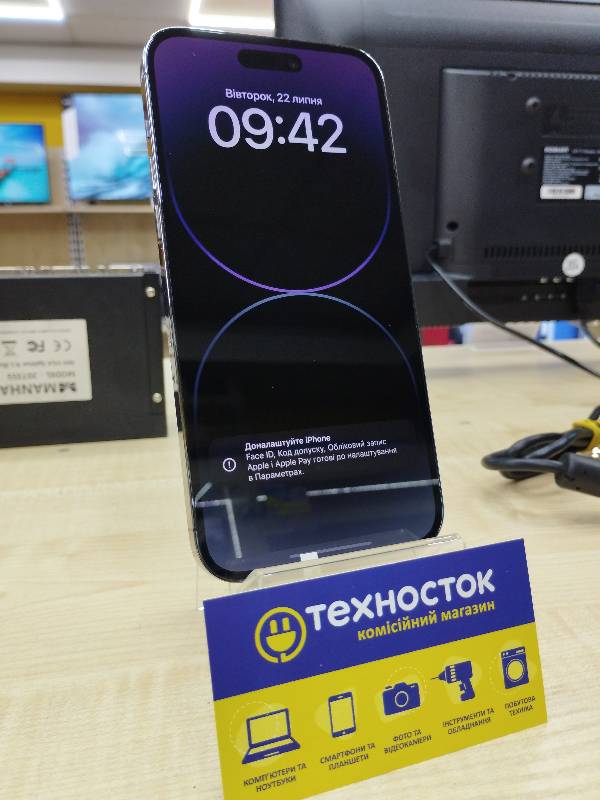 Вівторок, 22 липня
09:42
Доналаштуйте iPhone
Face ID, Код допуску, Обліковий запис
Apple і Apple Pay готові до налаштування
в Параметрах.
техносток
комісійний магазин
КОМП'ЮТЕРИ ТА
НОУТБУКИ
СМАРТФОНИ ТА
ПЛАНШЕТИ
ФОТО ТА
ВІДЕОКАМЕРИ
ІНСТРУМЕНТИ ТА
ОБЛАДНАННЯ
ПОБУТОВА
ТЕХНІКА
MANHA
MODEL: